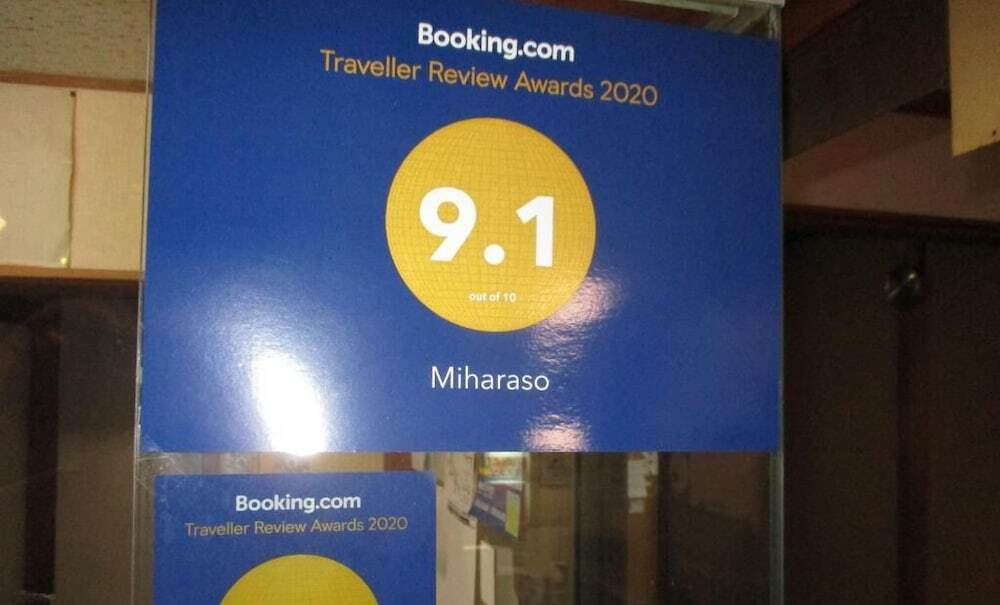 Booking.com
Traveller Review Awards 2020
9.1
out of 10
Miharaso
Booking.com
Traveller Review Awards 2020